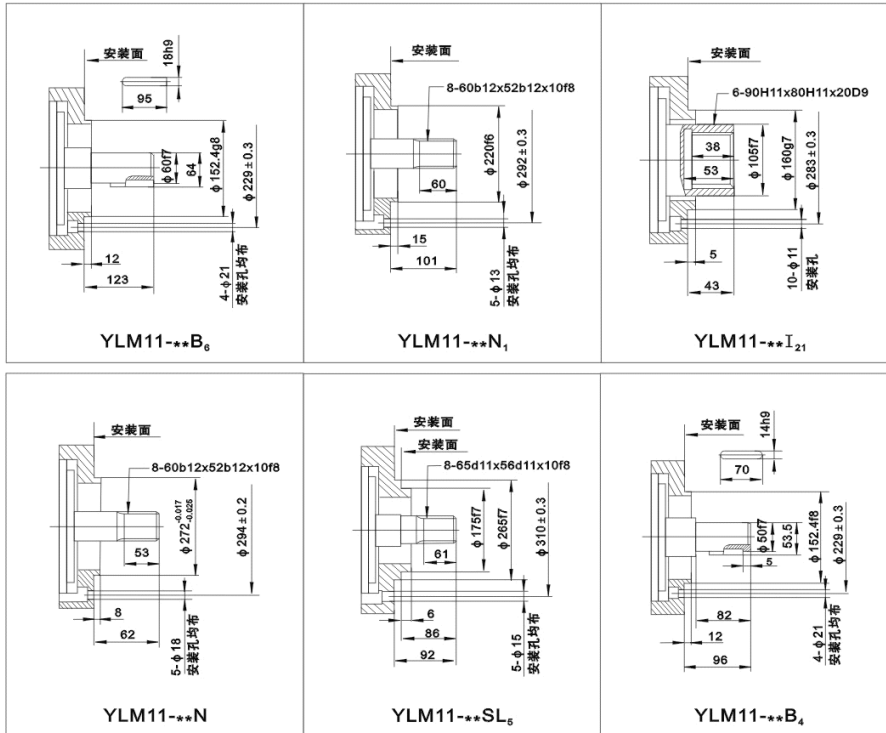 安装面
18h9
95
φ60f7
64
φ152.4g8
φ229±0.3
12
123
4-φ21
安装孔均布
YLM11-**B₆
安装面
8-60b12x52b12x10f8
φ220f6
φ292±0.3
60
15
101
5-φ13
安装孔均布
YLM11-**N₁
安装面
6-90H11x80H11x20D9
38
53
φ105f7
φ160g7
φ283±0.3
5
43
10-φ11
安装孔
YLM11-**I₂₁
安装面
8-60b12x52b12x10f8
φ272-0.017
-0.025
φ294±0.2
53
8
62
5-φ18
安装孔均布
YLM11-**N
安装面
安装面
8-65d11x56d11x10f8
φ175f7
φ265f7
φ310±0.3
61
6
86
92
5-φ15
安装孔均布
YLM11-**SL₅
安装面
14h9
70
φ50f7
53.5
φ152.4f8
φ229±0.3
5
82
12
96
4-φ21
安装孔均布
YLM11-**B₄